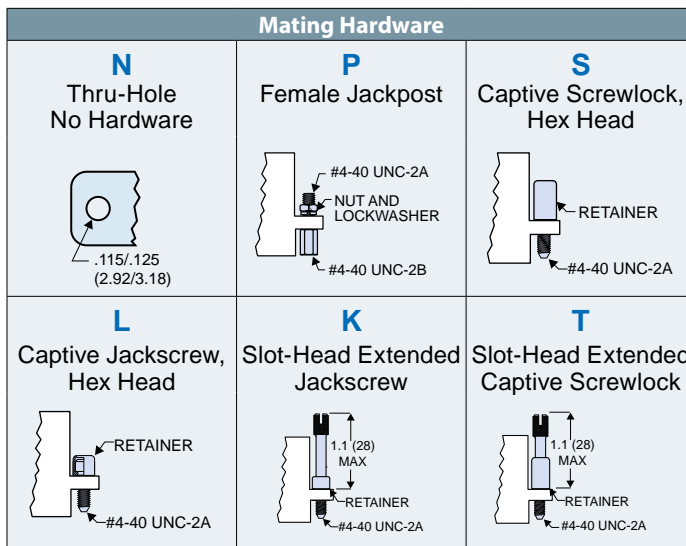 Mating Hardware
N
Thru-Hole
No Hardware
.115/.125
(2.92/3.18)
P
Female Jackpost
#4-40 UNC-2A
NUT AND
LOCKWASHER
#4-40 UNC-2B
S
Captive Screwlock,
Hex Head
RETAINER
#4-40 UNC-2A
L
Captive Jackscrew,
Hex Head
RETAINER
#4-40 UNC-2A
K
Slot-Head Extended
Jackscrew
1.1 (28)
MAX
RETAINER
#4-40 UNC-2A
T
Slot-Head Extended
Captive Screwlock
1.1 (28)
MAX
RETAINER
#4-40 UNC-2A